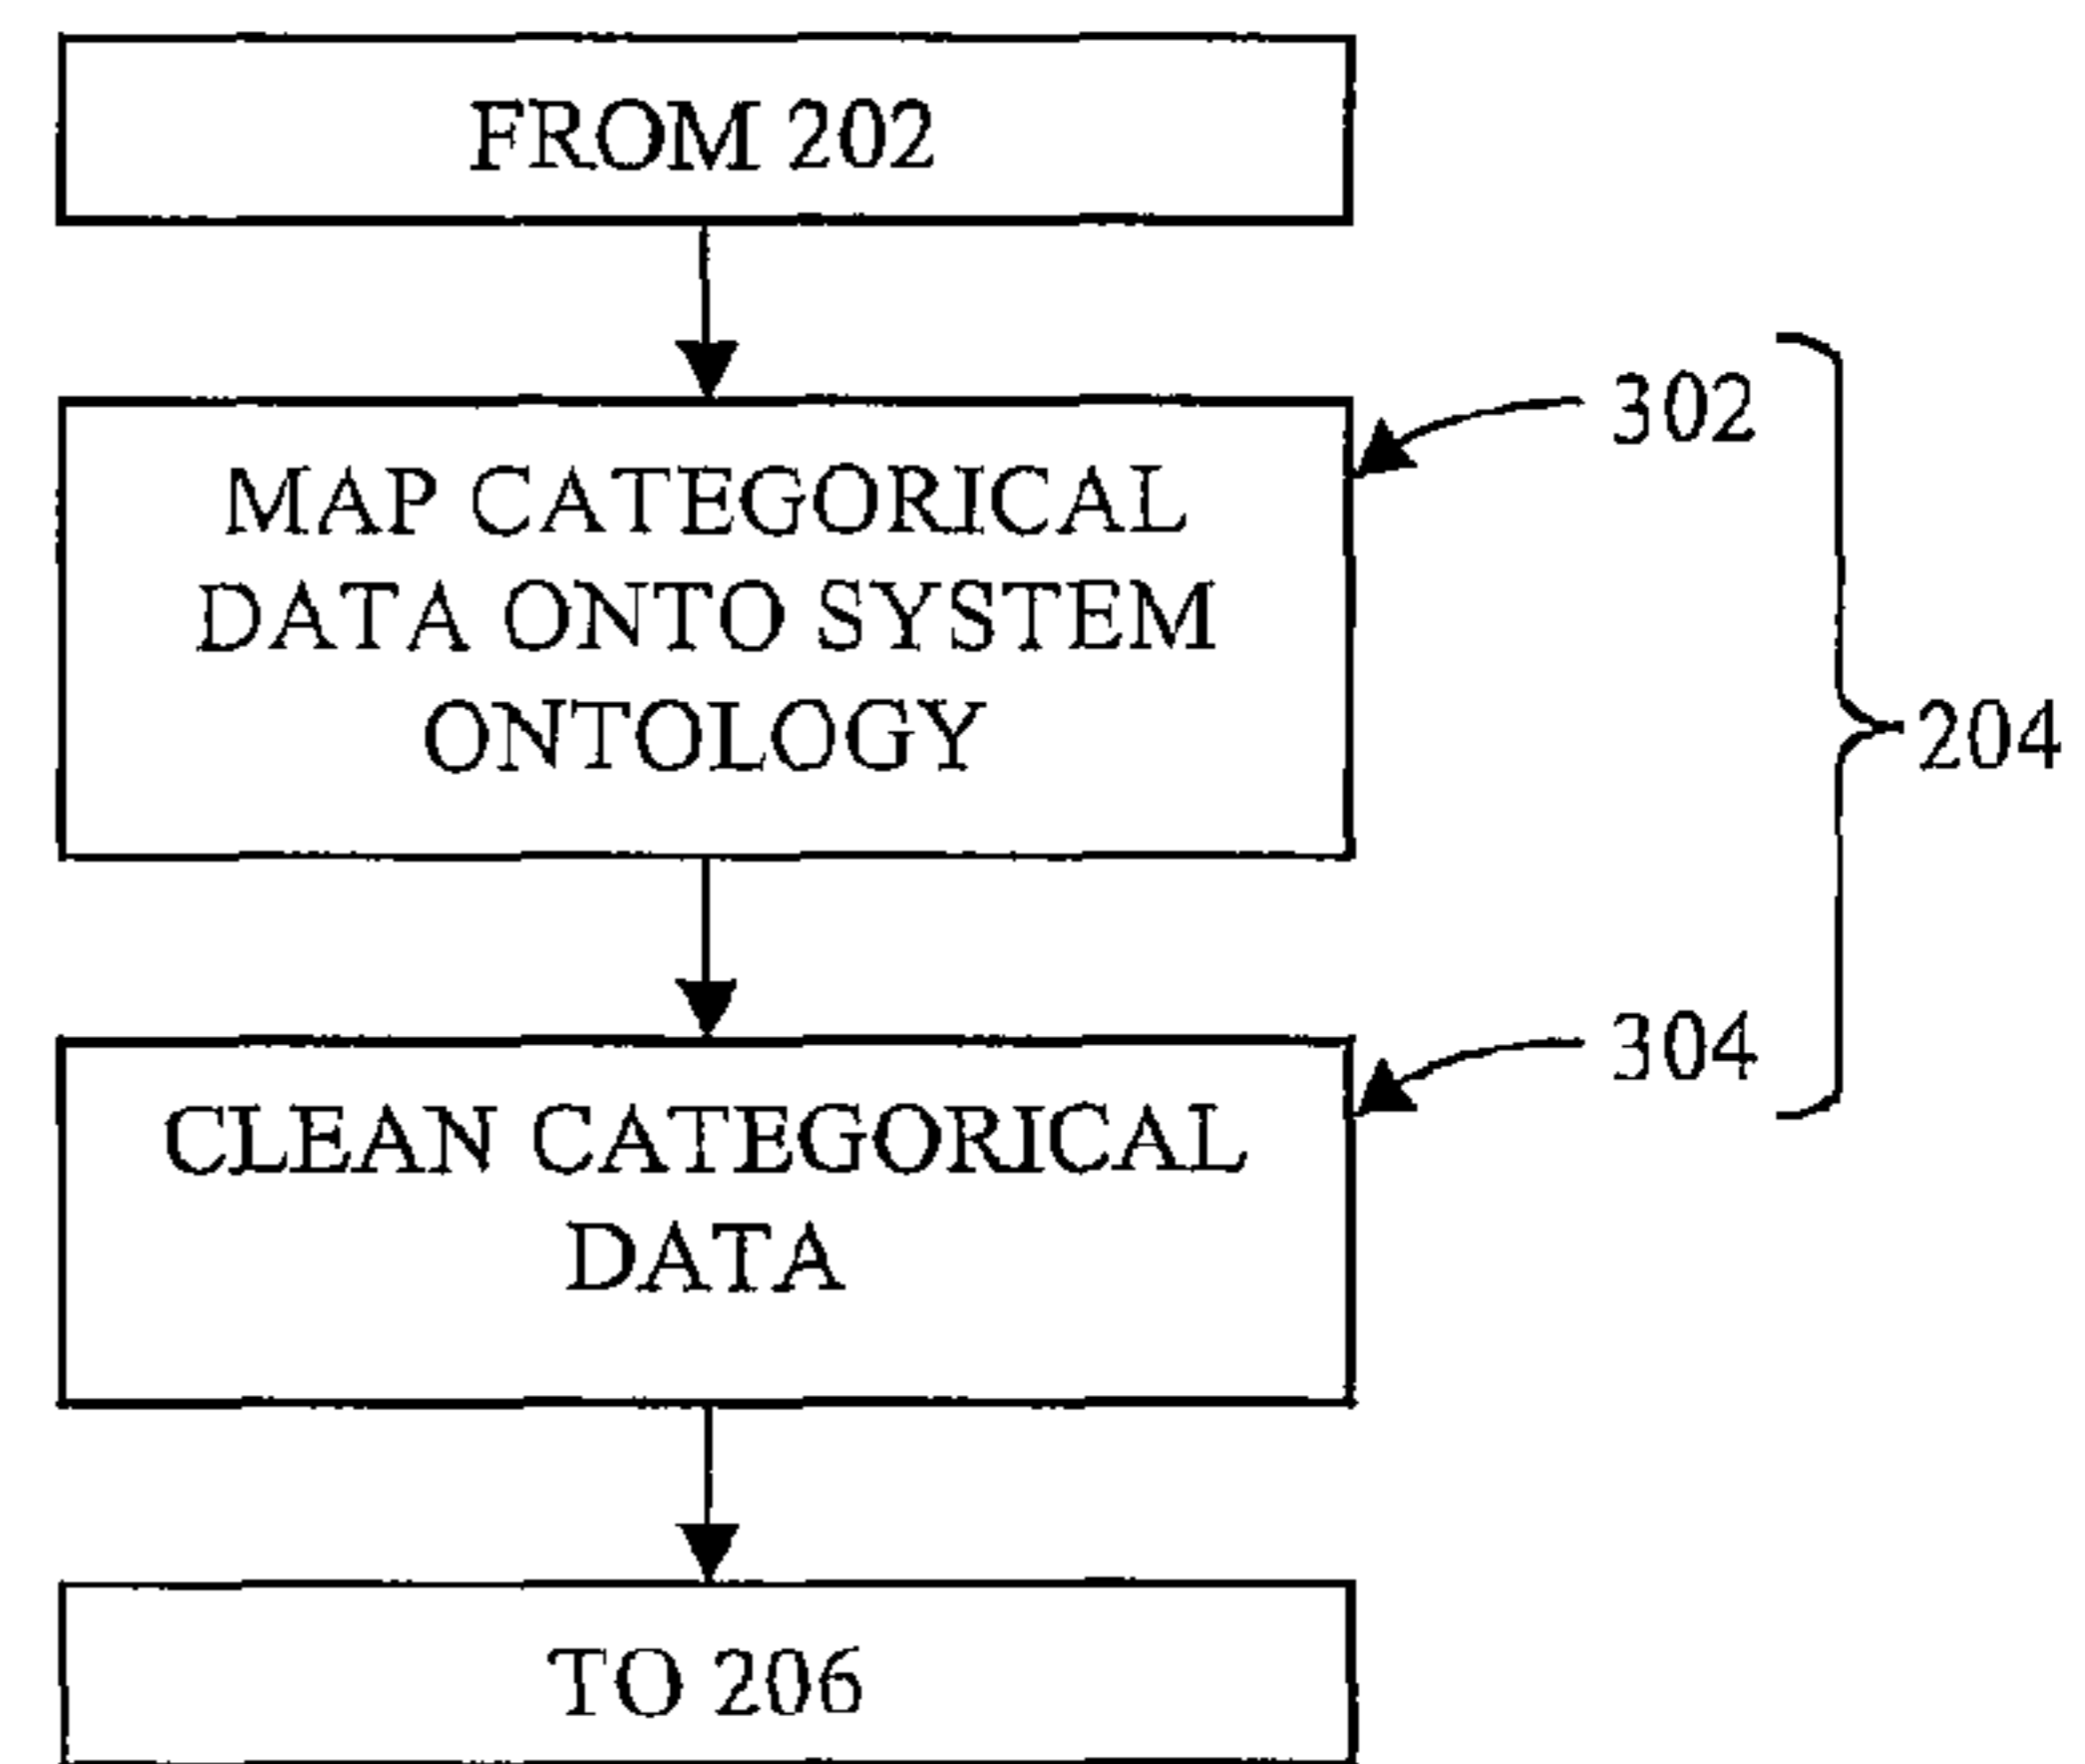 FROM 202
302
MAP CATEGORICAL
DATA ONTO SYSTEM
ONTOLOGY
204
304
CLEAN CATEGORICAL
DATA
TO 206